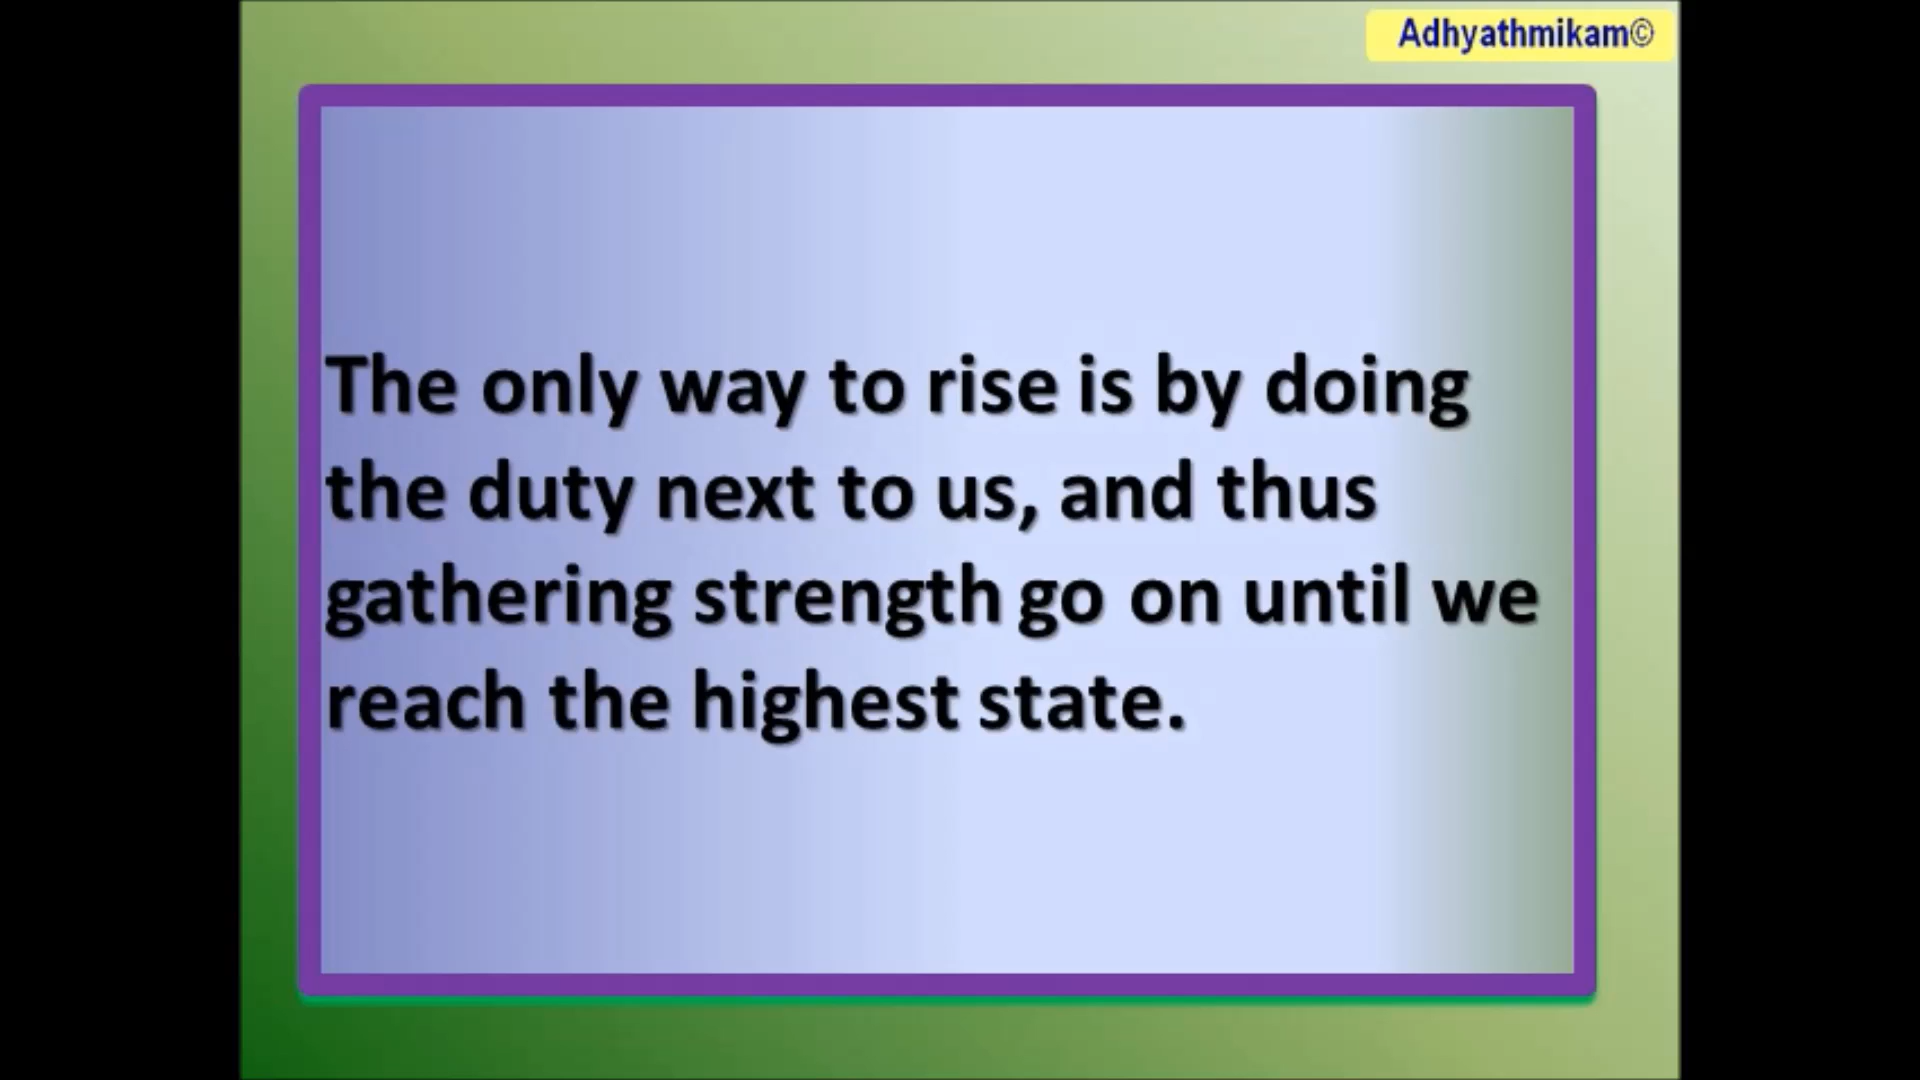 Adhyathmikam©
The only way to rise is by doing
the duty next to us, and thus
gathering strength go on until we
reach the highest state.